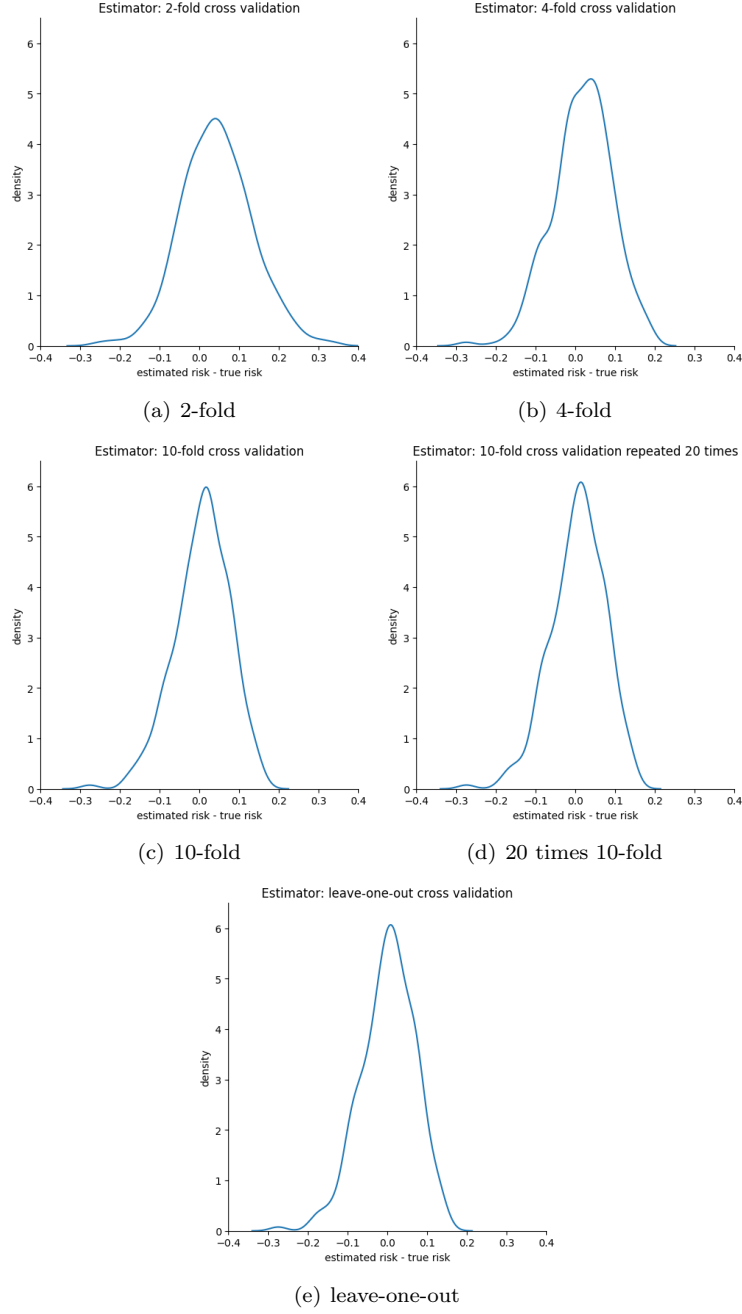 Estimator: 2-fold cross validation
6
5
4
3
2
1
0
density
−0.4 −0.3 −0.2 −0.1 0.0 0.1 0.2 0.3 0.4
estimated risk - true risk
(a) 2-fold
Estimator: 4-fold cross validation
6
5
4
3
2
1
0
density
−0.4 −0.3 −0.2 −0.1 0.0 0.1 0.2 0.3 0.4
estimated risk - true risk
(b) 4-fold
Estimator: 10-fold cross validation
6
5
4
3
2
1
0
density
−0.4 −0.3 −0.2 −0.1 0.0 0.1 0.2 0.3 0.4
estimated risk - true risk
(c) 10-fold
Estimator: 10-fold cross validation repeated 20 times
6
5
4
3
2
1
0
density
−0.4 −0.3 −0.2 −0.1 0.0 0.1 0.2 0.3 0.4
estimated risk - true risk
(d) 20 times 10-fold
Estimator: leave-one-out cross validation
6
5
4
3
2
1
0
density
−0.4 −0.3 −0.2 −0.1 0.0 0.1 0.2 0.3 0.4
estimated risk - true risk
(e) leave-one-out